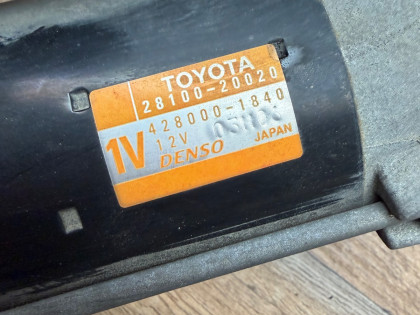 TOYOTA
28100-20020
1V 428000-1840
12V
DENSO JAPAN